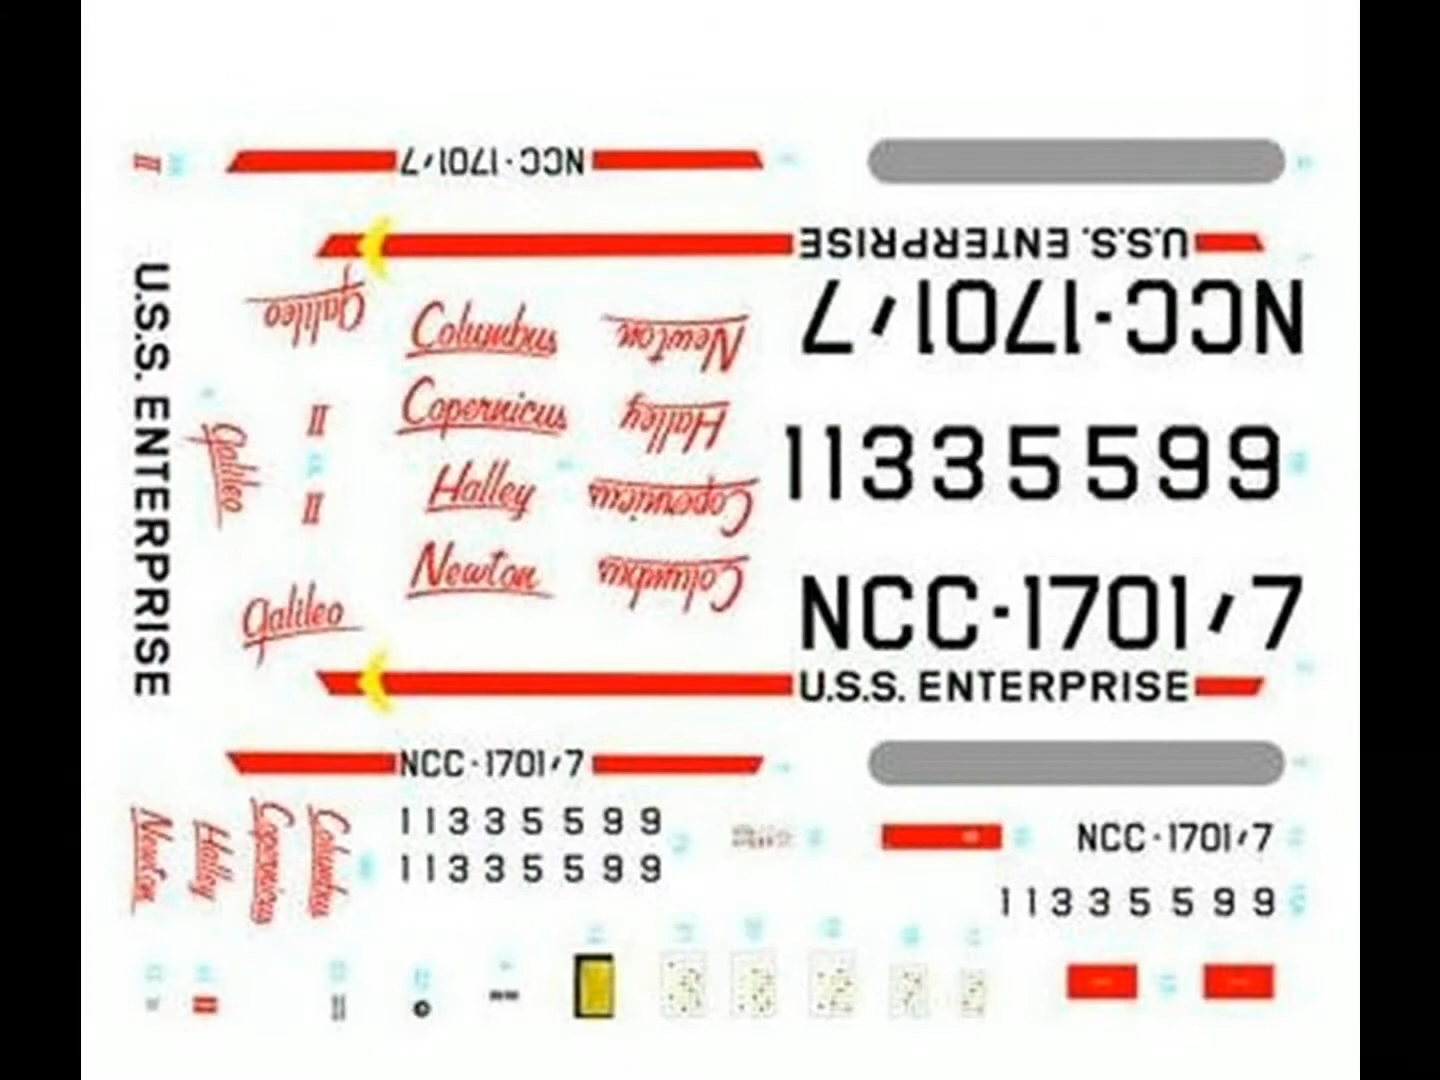 II
NCC-1701/7
U.S.S. ENTERPRISE
NCC-1701/7
U.S.S. ENTERPRISE
Galileo
Columbus
Newton
Copernicus
Halley
II
11335599
Galileo
Halley
Copernicus
II
Newton
Columbus
Galileo
NCC-1701/7
U.S.S. ENTERPRISE
NCC-1701/7
Newton
Halley
Copernicus
Columbus
11335599
11335599
NCC-1701/7
11335599
II